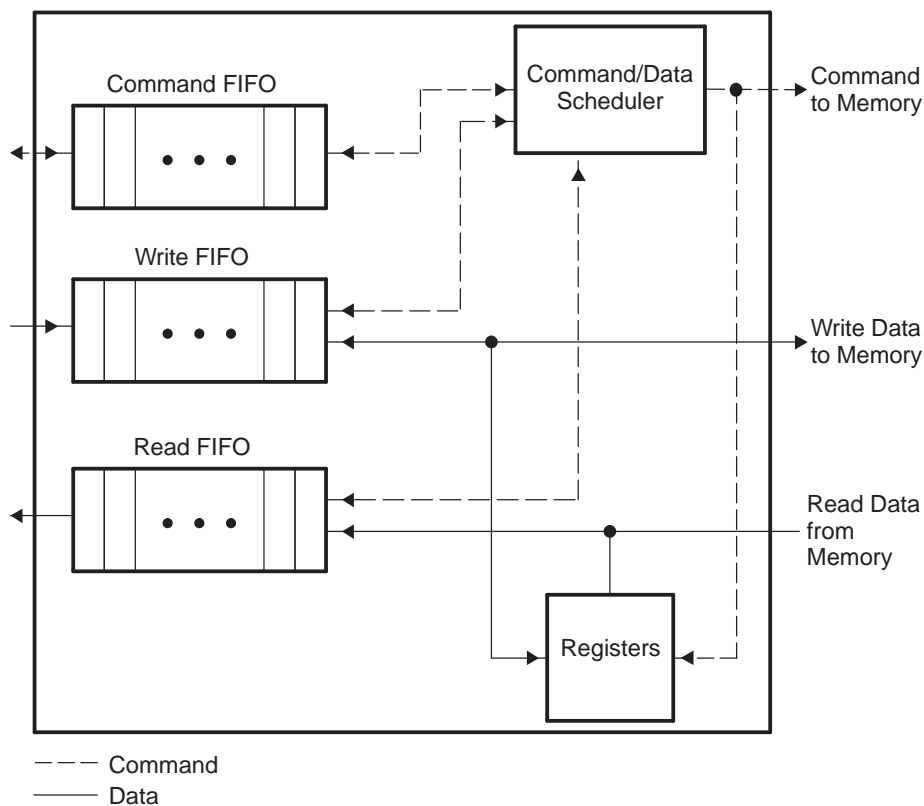 Command FIFO
Command/Data
Scheduler
Command
to Memory
Write FIFO
Write Data
to Memory
Read FIFO
Read Data
from
Memory
Registers
Command
Data